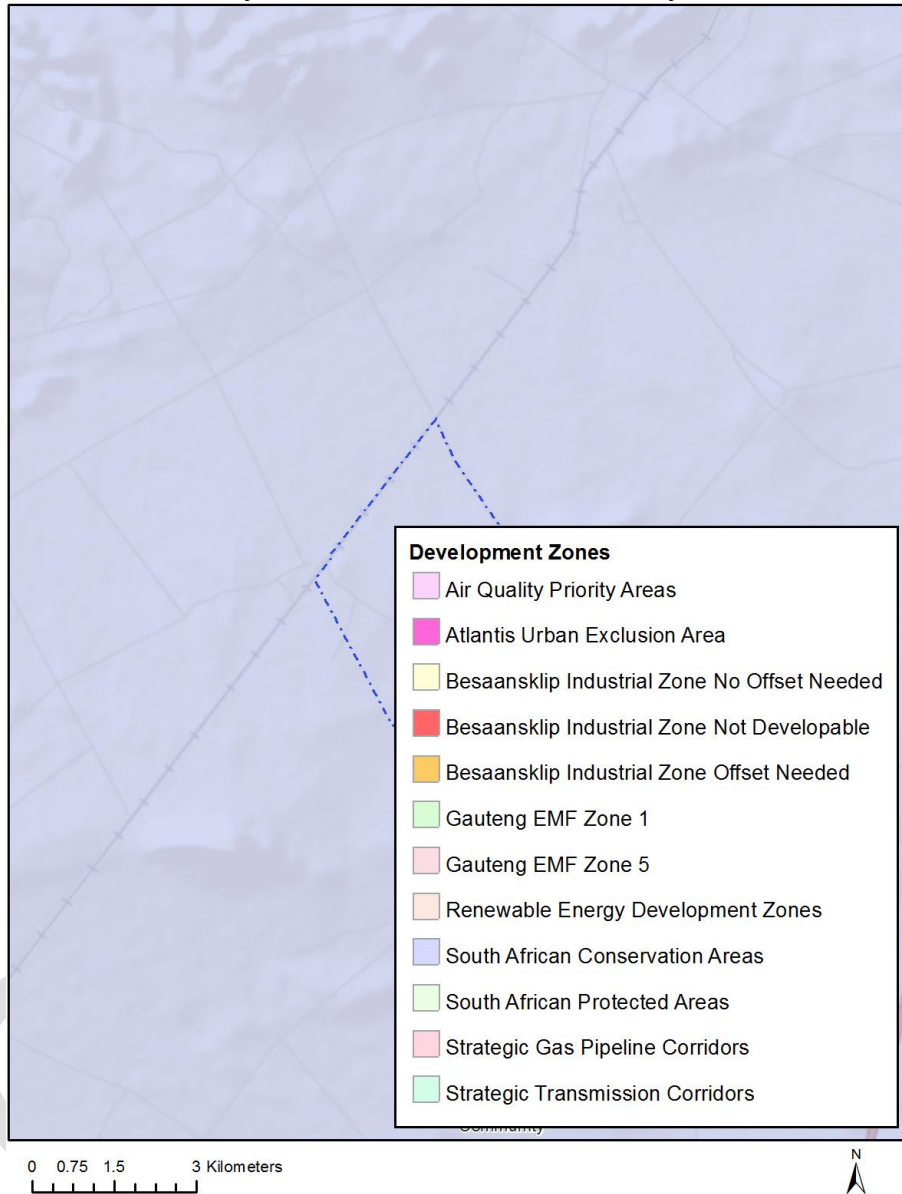 Development Zones
Air Quality Priority Areas
Atlantis Urban Exclusion Area
Besaansklip Industrial Zone No Offset Needed
Besaansklip Industrial Zone Not Developable
Besaansklip Industrial Zone Offset Needed
Gauteng EMF Zone 1
Gauteng EMF Zone 5
Renewable Energy Development Zones
South African Conservation Areas
South African Protected Areas
Strategic Gas Pipeline Corridors
Strategic Transmission Corridors
0 0.75 1.5 3 Kilometers
N